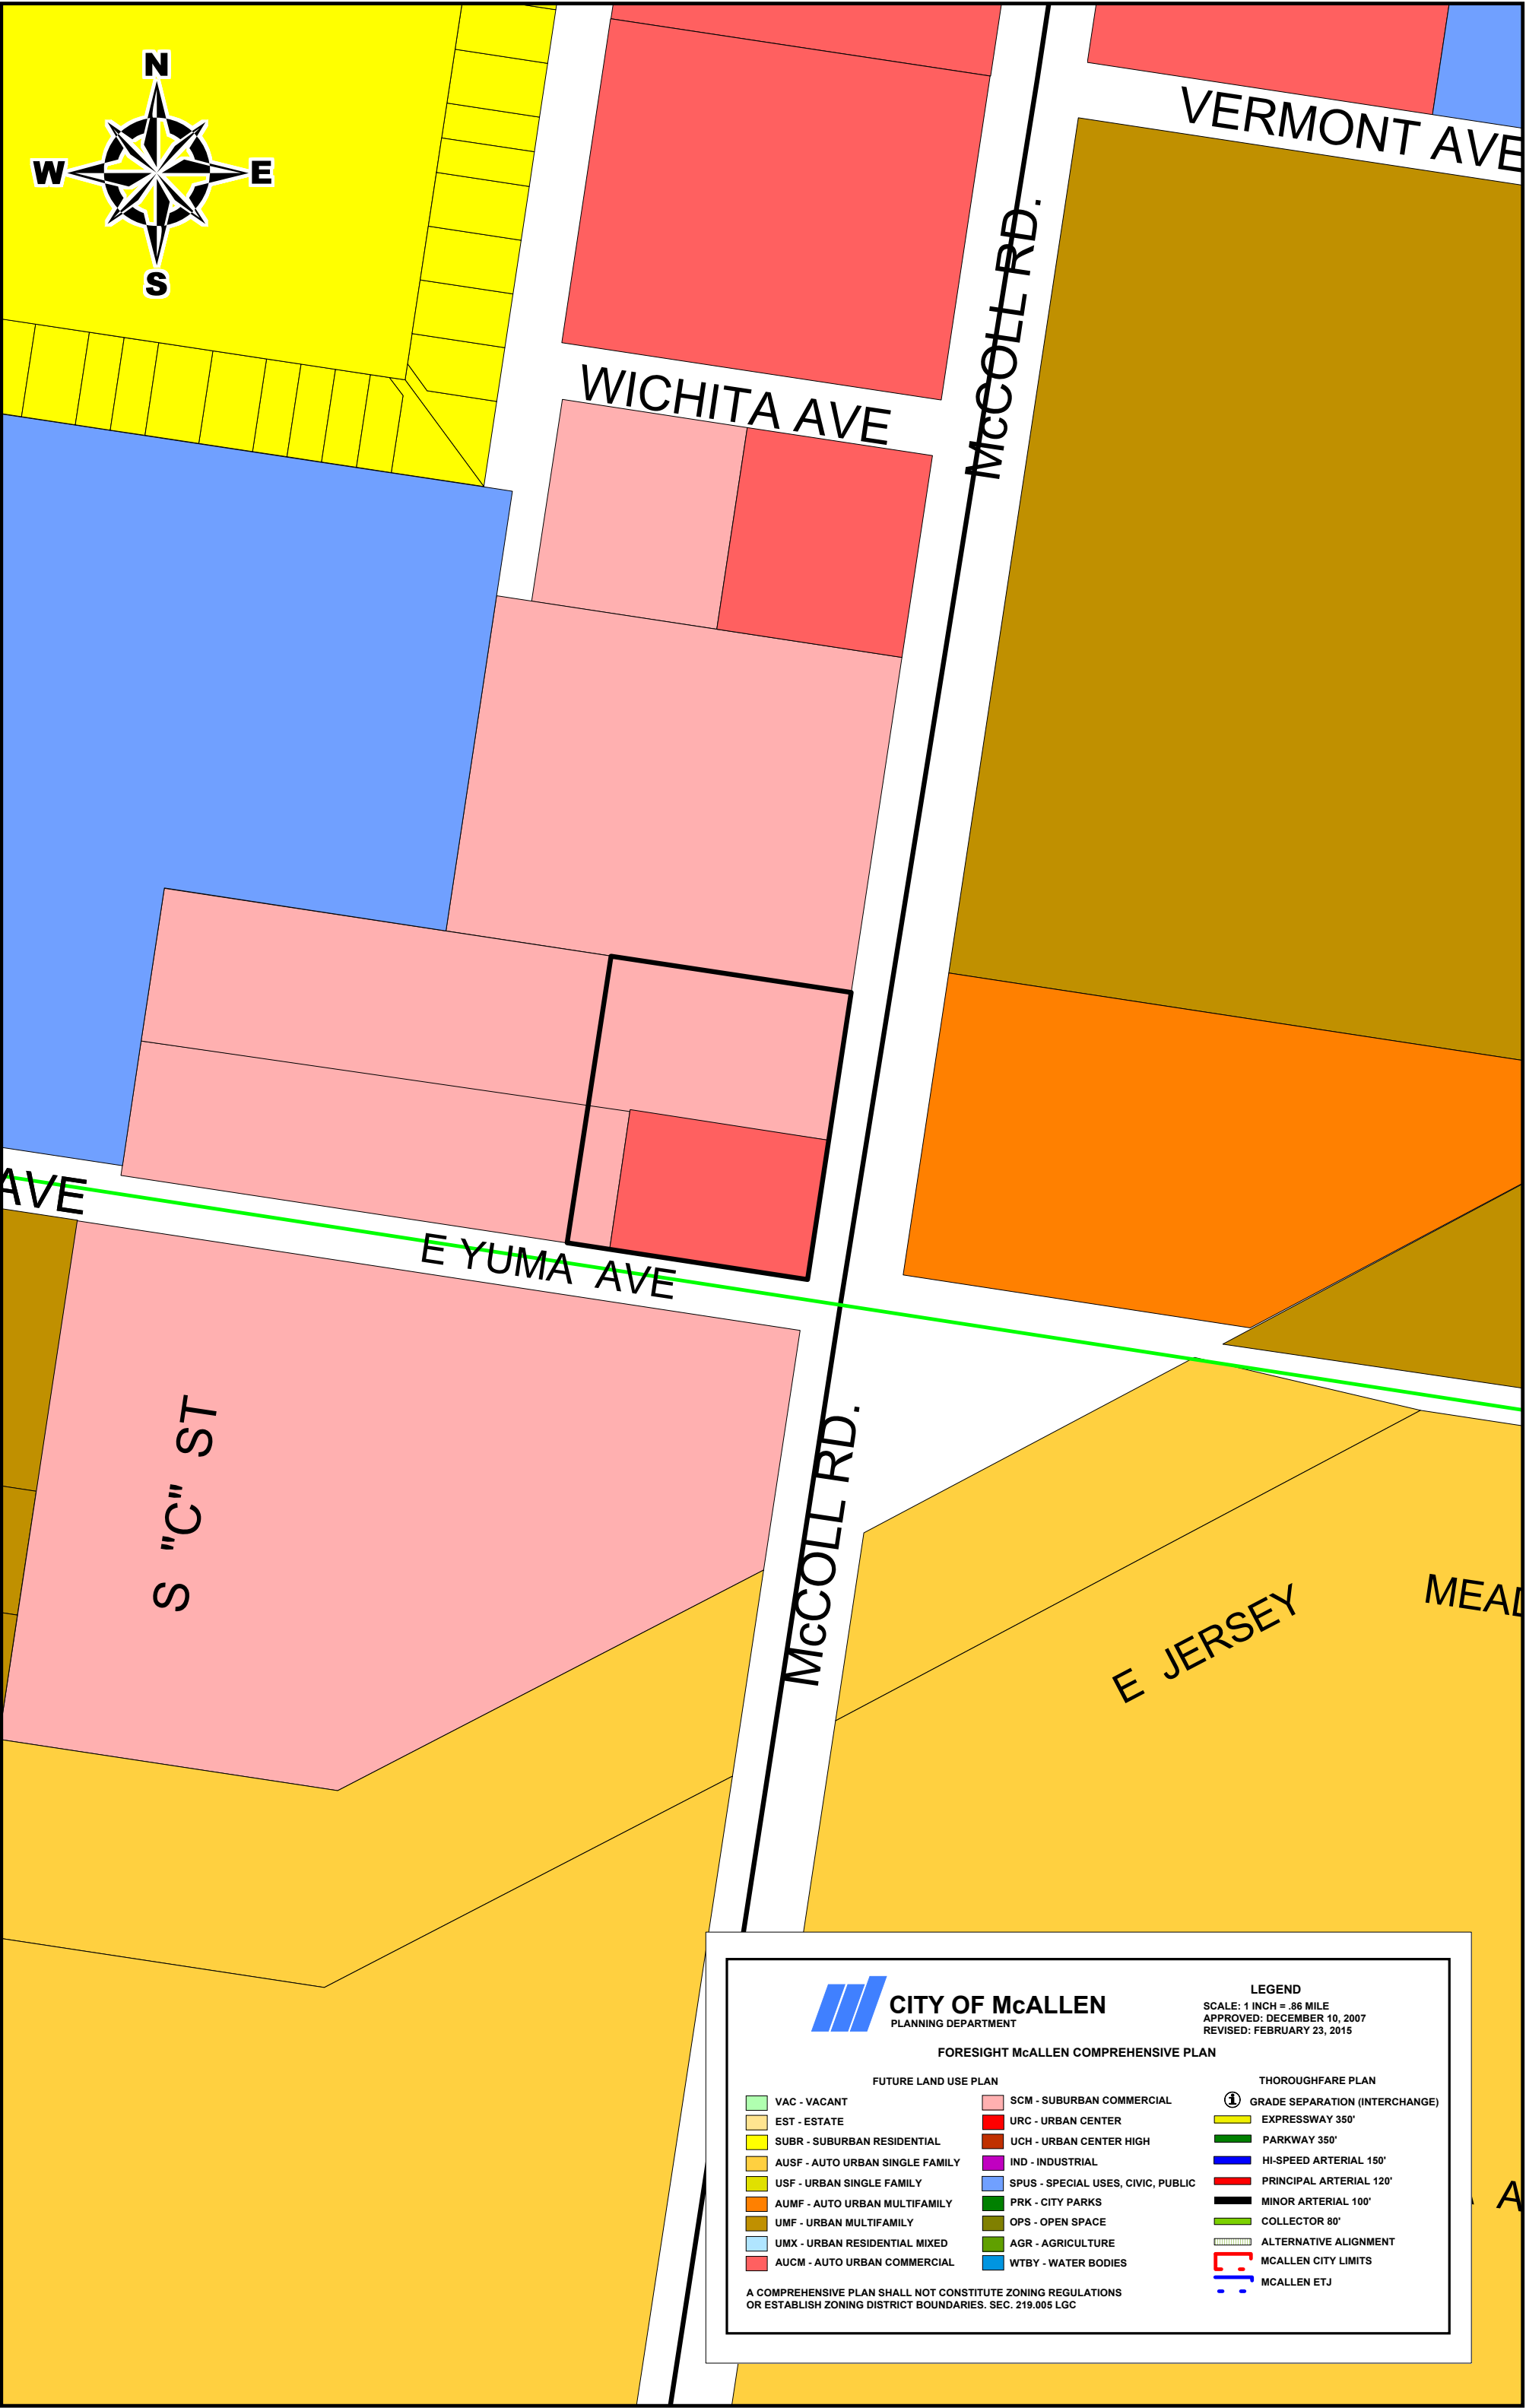 N
W
E
S
VERMONT AVE
McCOLL RD.
WICHITA AVE
AVE
E YUMA AVE
S "C" ST
McCOLL RD.
E JERSEY
MEAD
A
CITY OF McALLEN
PLANNING DEPARTMENT
LEGEND
SCALE: 1 INCH = .86 MILE
APPROVED: DECEMBER 10, 2007
REVISED: FEBRUARY 23, 2015
FORESIGHT McALLEN COMPREHENSIVE PLAN
FUTURE LAND USE PLAN
VAC - VACANT
EST - ESTATE
SUBR - SUBURBAN RESIDENTIAL
AUSF - AUTO URBAN SINGLE FAMILY
USF - URBAN SINGLE FAMILY
AUMF - AUTO URBAN MULTIFAMILY
UMF - URBAN MULTIFAMILY
UMX - URBAN RESIDENTIAL MIXED
AUCM - AUTO URBAN COMMERCIAL
SCM - SUBURBAN COMMERCIAL
URC - URBAN CENTER
UCH - URBAN CENTER HIGH
IND - INDUSTRIAL
SPUS - SPECIAL USES, CIVIC, PUBLIC
PRK - CITY PARKS
OPS - OPEN SPACE
AGR - AGRICULTURE
WTBY - WATER BODIES
THOROUGHFARE PLAN
GRADE SEPARATION (INTERCHANGE)
EXPRESSWAY 350'
PARKWAY 350'
HI-SPEED ARTERIAL 150'
PRINCIPAL ARTERIAL 120'
MINOR ARTERIAL 100'
COLLECTOR 80'
ALTERNATIVE ALIGNMENT
MCALLEN CITY LIMITS
MCALLEN ETJ
A COMPREHENSIVE PLAN SHALL NOT CONSTITUTE ZONING REGULATIONS
OR ESTABLISH ZONING DISTRICT BOUNDARIES. SEC. 219.005 LGC